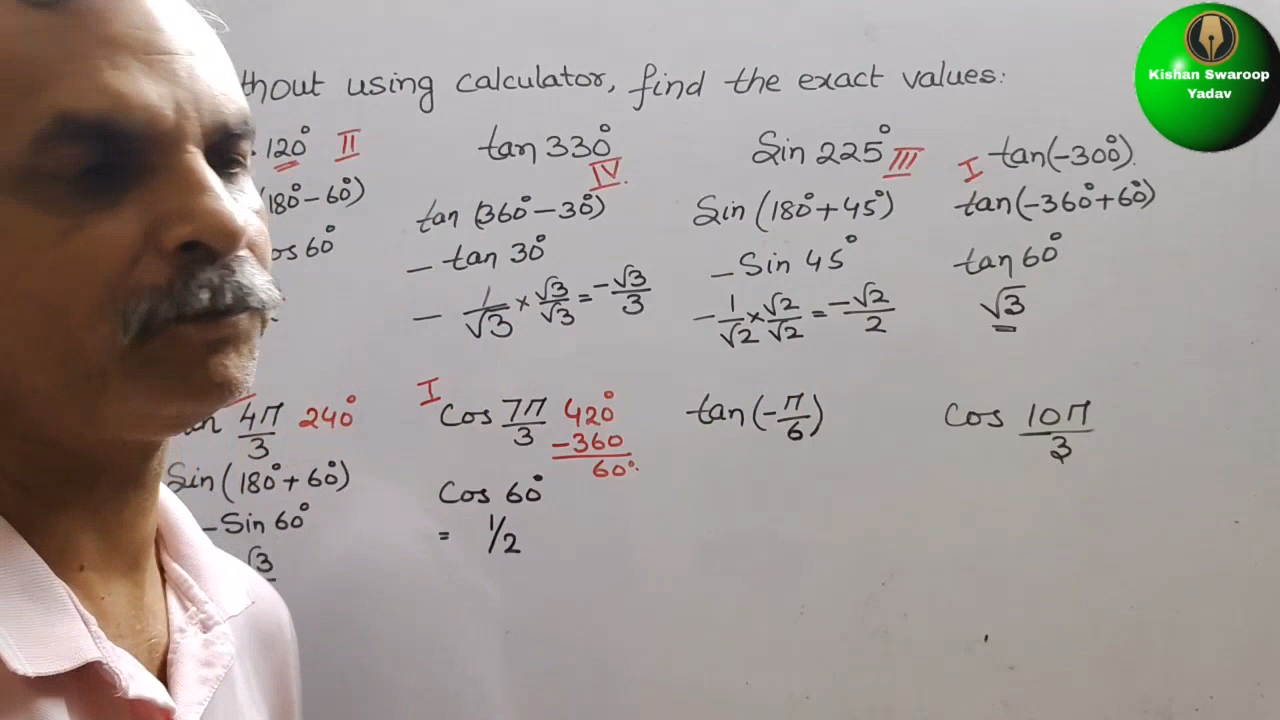 thout using calculator, find the exact values:
Kishan Swaroop
Yadav
120° II
180°-60°)
os 60°
tan 330°
IV.
tan (360°-30°)
- tan 30°
- 1/√3 × √3/√3 = -√3/3
Sin 225° III
Sin (180°+45°)
- Sin 45°
- 1/√2 × √2/√2 = -√2/2
I tan(-300°).
tan(-360°+60°)
tan 60°
√3
4π/3 240°
Sin (180°+60°)
-Sin 60°
√3
I
Cos 7π/3 420°
-360
60°.
Cos 60°
= 1/2
tan(-π/6)
Cos 10π/3